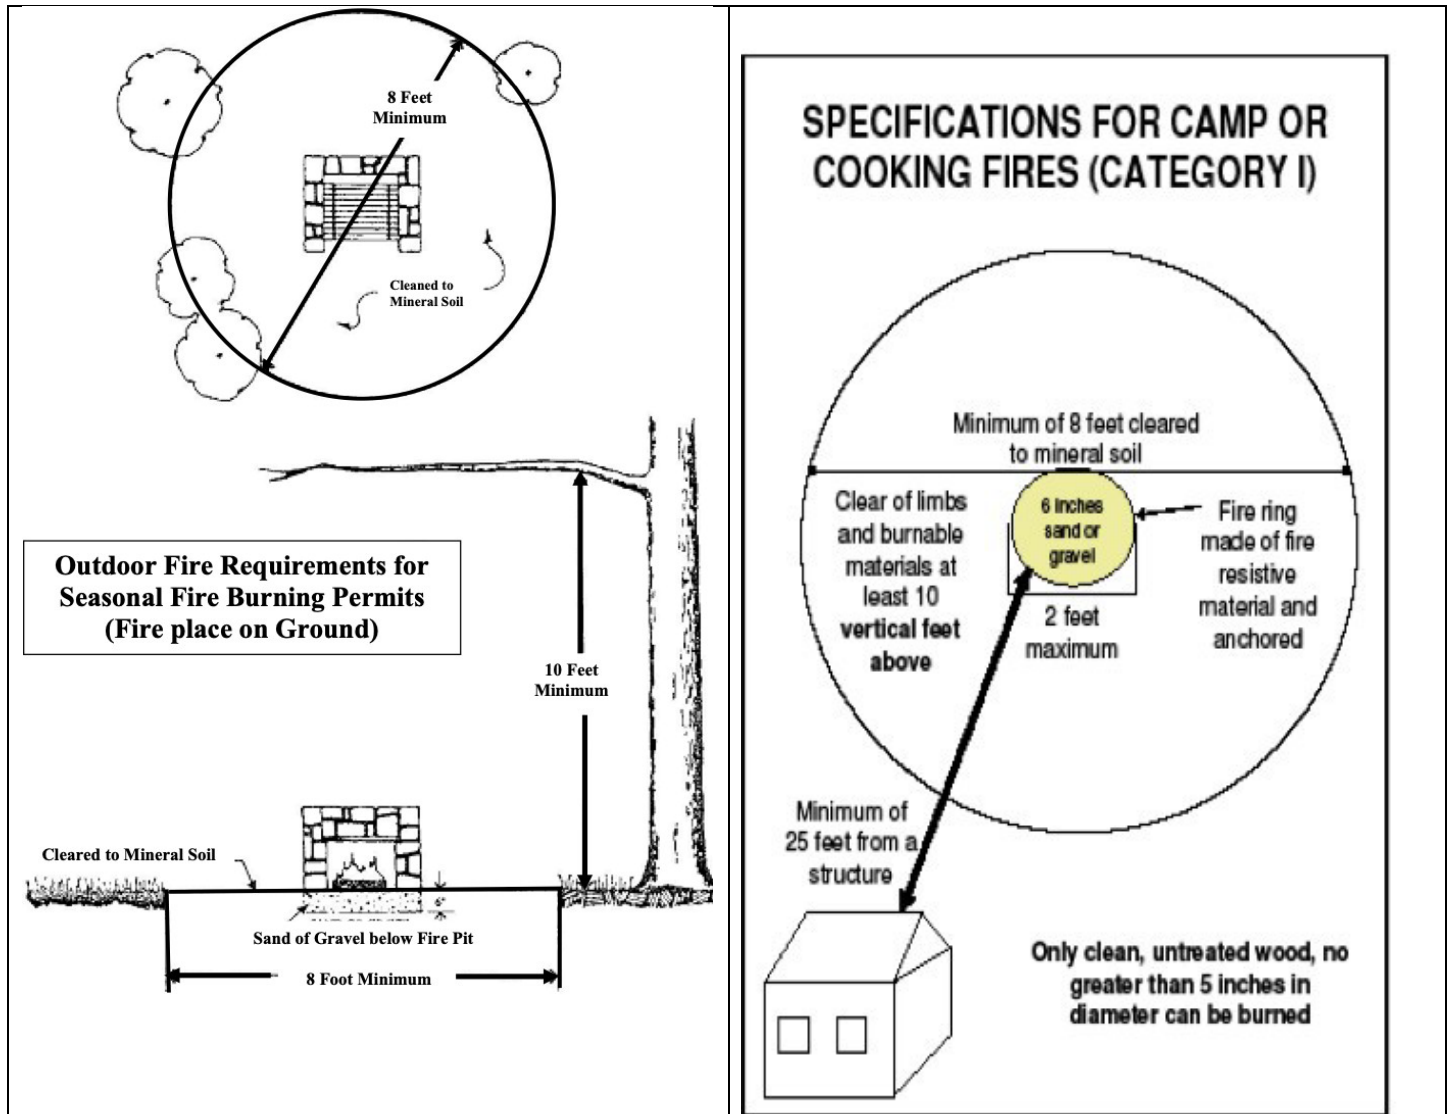 8 Feet
Minimum
Cleaned to
Mineral Soil
Outdoor Fire Requirements for
Seasonal Fire Burning Permits
(Fire place on Ground)
10 Feet
Minimum
Cleared to Mineral Soil
6"
Sand of Gravel below Fire Pit
8 Foot Minimum
SPECIFICATIONS FOR CAMP OR
COOKING FIRES (CATEGORY I)
Minimum of 8 feet cleared
to mineral soil
Clear of limbs
and burnable
materials at
least 10
vertical feet
above
6 inches
sand or
gravel
Fire ring
made of fire
resistive
material and
anchored
2 feet
maximum
Minimum of
25 feet from a
structure
Only clean, untreated wood, no
greater than 5 inches in
diameter can be burned